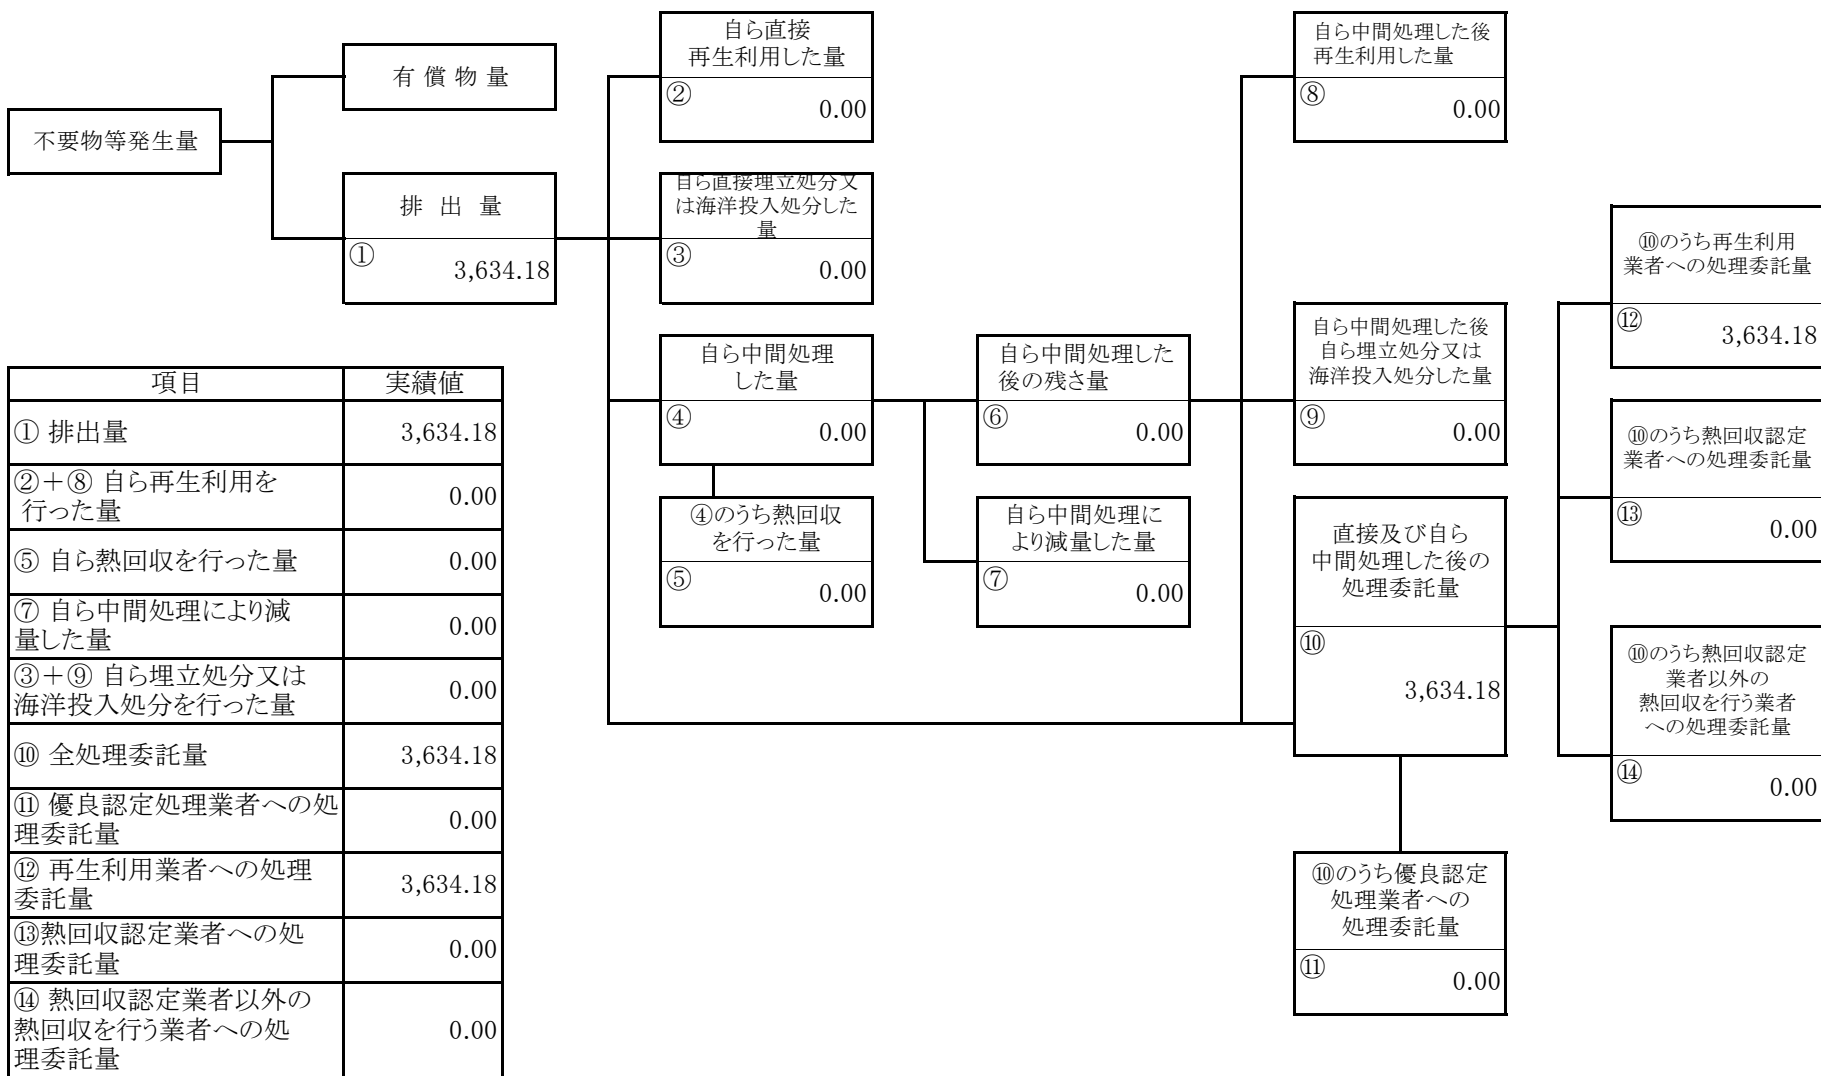 不要物等発生量
有償物量
排出量
①
3,634.18
自ら直接
再生利用した量
②
0.00
自ら直接埋立処分又
は海洋投入処分した
量
③
0.00
自ら中間処理
した量
④
0.00
④のうち熱回収
を行った量
⑤
0.00
自ら中間処理した
後の残さ量
⑥
0.00
自ら中間処理に
より減量した量
⑦
0.00
自ら中間処理した後
再生利用した量
⑧
0.00
自ら中間処理した後
自ら埋立処分又は
海洋投入処分した量
⑨
0.00
直接及び自ら
中間処理した後の
処理委託量
⑩
3,634.18
⑩のうち優良認定
処理業者への
処理委託量
⑪
0.00
⑩のうち再生利用
業者への処理委託量
⑫
3,634.18
⑩のうち熱回収認定
業者への処理委託量
⑬
0.00
⑩のうち熱回収認定
業者以外の
熱回収を行う業者
への処理委託量
⑭
0.00
項目 実績値
① 排出量 3,634.18
②+⑧ 自ら再生利用を
行った量 0.00
⑤ 自ら熱回収を行った量 0.00
⑦ 自ら中間処理により減
量した量 0.00
③+⑨ 自ら埋立処分又は
海洋投入処分を行った量 0.00
⑩ 全処理委託量 3,634.18
⑪ 優良認定処理業者への処
理委託量 0.00
⑫ 再生利用業者への処理
委託量 3,634.18
⑬熱回収認定業者への処
理委託量 0.00
⑭ 熱回収認定業者以外の
熱回収を行う業者への処
理委託量 0.00